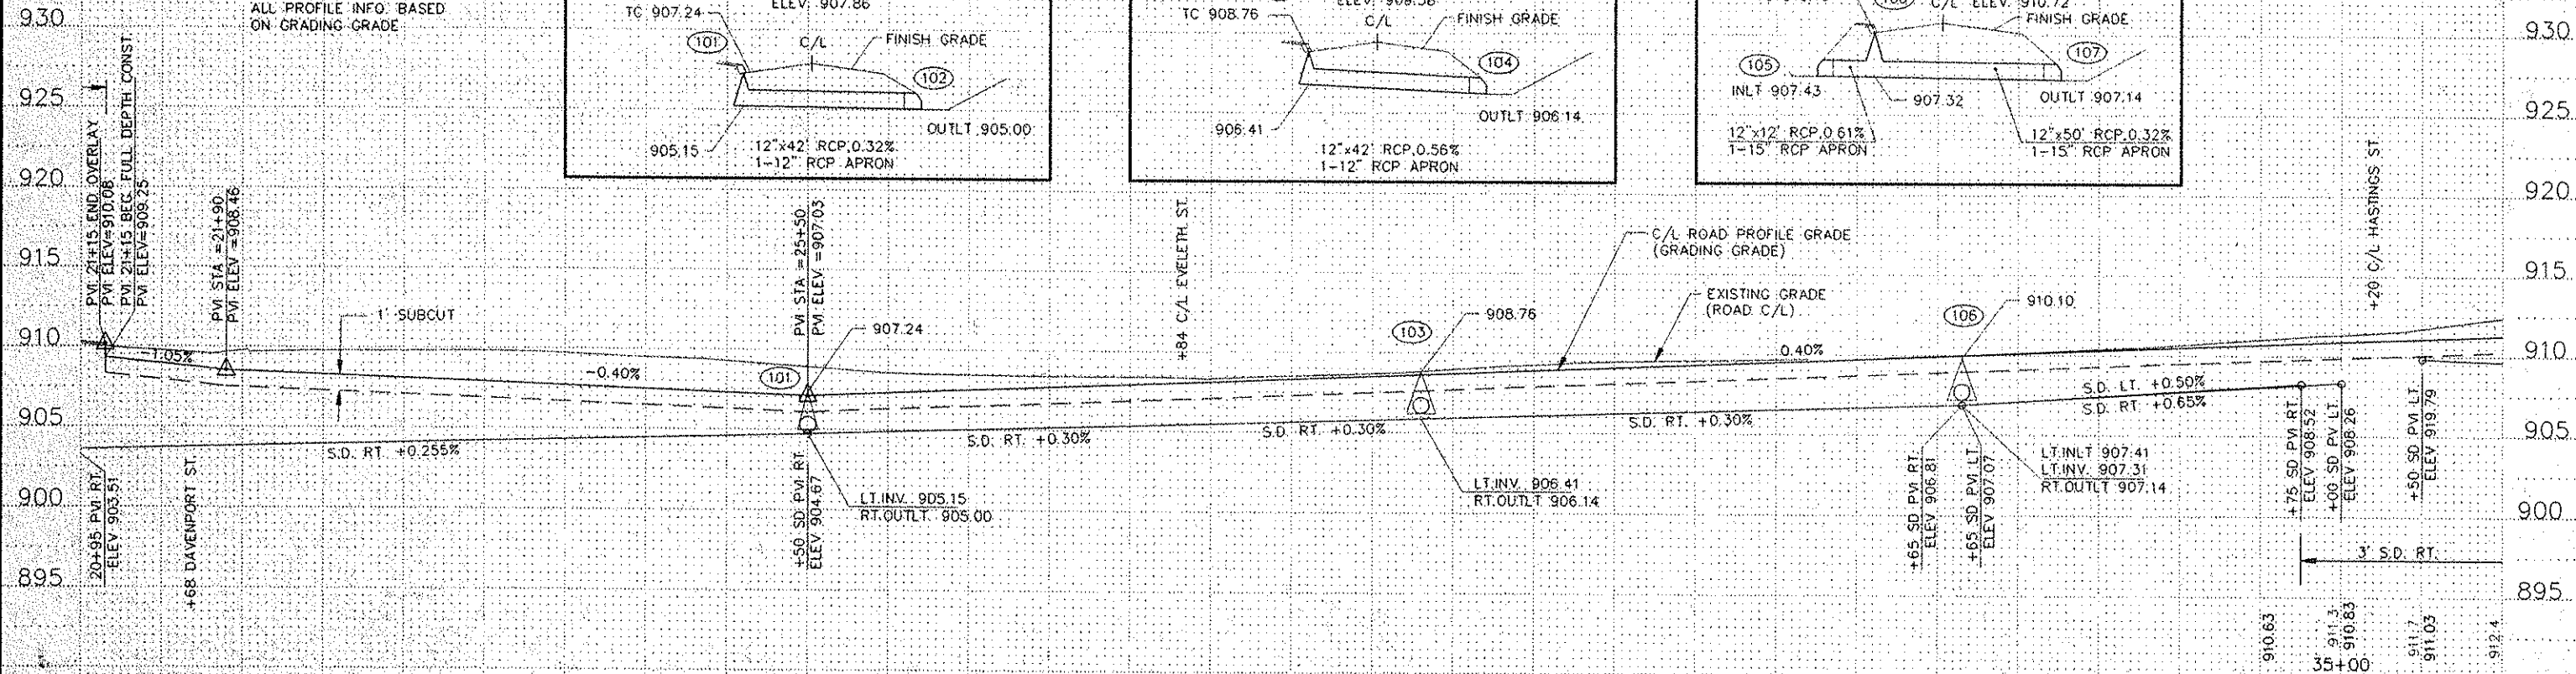 930
925
920
915
910
905
900
895
ALL PROFILE INFO. BASED
ON GRADING GRADE
PVI 21+15 END OVERLAY
PVI ELEV=910.08
PVI 21+15 BEG. FULL DEPTH CONST.
PVI ELEV=909.25
PVI STA =21+90
PVI ELEV =908.46
ELEV. 907.86
TC 907.24
C/L
FINISH GRADE
101
102
905.15
OUTLT 905.00
12"x42' RCP,0.32%
1-12" RCP APRON
TC 908.76
C/L
FINISH GRADE
104
906.41
OUTLT 906.14
12"x42' RCP,0.56%
1-12" RCP APRON
C/L ELEV. 910.72
FINISH GRADE
105
107
INLT 907.43
907.32
OUTLT 907.14
12"x12' RCP,0.61%
1-15" RCP APRON
12"x50' RCP,0.32%
1-15" RCP APRON
930
925
920
915
910
905
900
895
1' SUBCUT
-1.05%
-0.40%
101
PVI STA =25+50
PVI ELEV =907.03
907.24
+84 C/L EVELETH ST.
103
908.76
C/L ROAD PROFILE GRADE
(GRADING GRADE)
EXISTING GRADE
(ROAD C/L)
0.40%
106
910.10
+20 C/L HASTINGS ST.
S.D. RT. +0.255%
S.D. RT. +0.30%
S.D. RT. +0.30%
S.D. RT. +0.30%
S.D. LT. +0.50%
S.D. RT. +0.65%
20+95 PVI RT.
ELEV 903.51
+68 DAVENPORT ST.
+50 SD PVI RT.
ELEV 904.67
LT.INV. 905.15
RT.OUTLT. 905.00
LT.INV. 906.41
RT.OUTLT 906.14
+65 SD PVI RT.
ELEV 906.81
+65 SD PVI LT.
ELEV 907.07
LT.INLT 907.41
LT.INV. 907.31
RT.OUTLT 907.14
+75 SD PVI RT.
ELEV 908.52
+00 SD PVI LT.
ELEV 908.26
+50 SD PVI LT.
ELEV 919.79
3' S.D. RT.
910.63
911.3
910.83
911.7
911.03
912.4
35+00